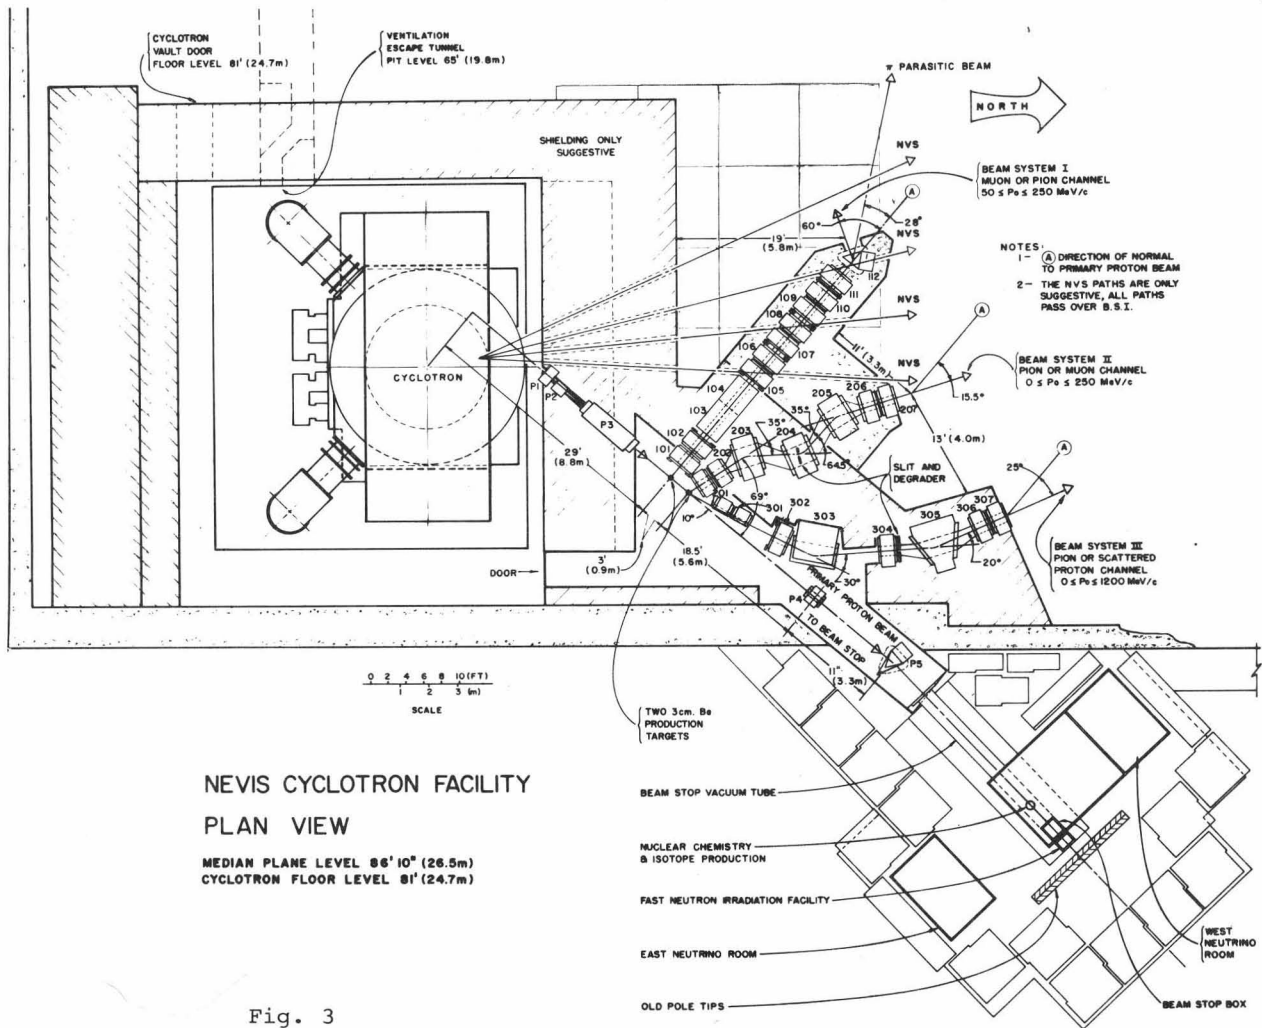 CYCLOTRON
VAULT DOOR
FLOOR LEVEL 81' (24.7m)
VENTILATION
ESCAPE TUNNEL
PIT LEVEL 65' (19.8m)
π PARASITIC BEAM
NORTH
SHIELDING ONLY
SUGGESTIVE
NVS
BEAM SYSTEM I
MUON OR PION CHANNEL
50 ≤ Po ≤ 250 MeV/c
A
28°
60°
NVS
19'
(5.8m)
NOTES:
1- A DIRECTION OF NORMAL
TO PRIMARY PROTON BEAM
2- THE NVS PATHS ARE ONLY
SUGGESTIVE, ALL PATHS
PASS OVER B.S.I.
112
111
110
109
108
107
106
105
104
103
102
101
NVS
A
11' (3.3m)
NVS
BEAM SYSTEM II
PION OR MUON CHANNEL
0 ≤ Po ≤ 250 MeV/c
15.5°
CYCLOTRON
P1
P2
P3
29'
(8.8m)
201
202
203
204
205
206
207
35°
35°
64.5°
69°
13' (4.0m)
A
25°
SLIT AND
DEGRADER
10°
301
302
303
304
305
306
307
20°
30°
BEAM SYSTEM III
PION OR SCATTERED
PROTON CHANNEL
0 ≤ Po ≤ 1200 MeV/c
3'
(0.9m)
18.5'
(5.6m)
DOOR
PRIMARY PROTON BEAM
P4
TO BEAM STOP
P5
11"
(3.3m)
0 2 4 6 8 10 (FT)
1 2 3 (m)
SCALE
TWO 3cm. Be
PRODUCTION
TARGETS
NEVIS CYCLOTRON FACILITY
PLAN VIEW
MEDIAN PLANE LEVEL 86' 10" (26.5m)
CYCLOTRON FLOOR LEVEL 81' (24.7m)
BEAM STOP VACUUM TUBE
NUCLEAR CHEMISTRY
& ISOTOPE PRODUCTION
FAST NEUTRON IRRADIATION FACILITY
EAST NEUTRINO ROOM
OLD POLE TIPS
WEST
NEUTRINO
ROOM
BEAM STOP BOX
Fig. 3